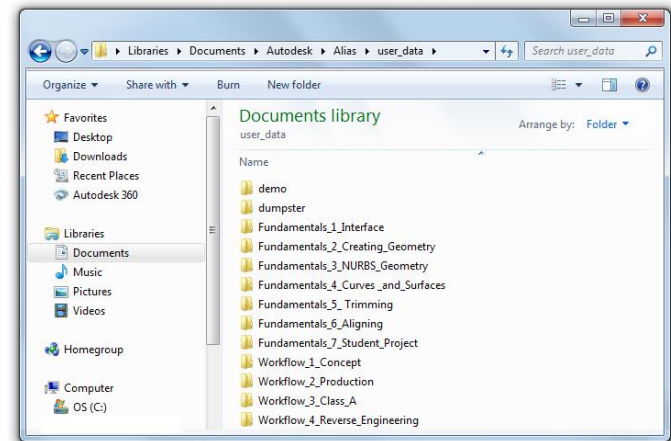 Libraries Documents Autodesk Alias user_data Search user_data
Organize Share with Burn New folder
Favorites
Desktop
Downloads
Recent Places
Autodesk 360
Libraries
Documents
Music
Pictures
Videos
Homegroup
Computer
OS (C:)
Documents library
user_data
Arrange by: Folder
Name
demo
dumpster
Fundamentals_1_Interface
Fundamentals_2_Creating_Geometry
Fundamentals_3_NURBS_Geometry
Fundamentals_4_Curves _and_Surfaces
Fundamentals_5_ Trimming
Fundamentals_6_Aligning
Fundamentals_7_Student_Project
Workflow_1_Concept
Workflow_2_Production
Workflow_3_Class_A
Workflow_4_Reverse_Engineering